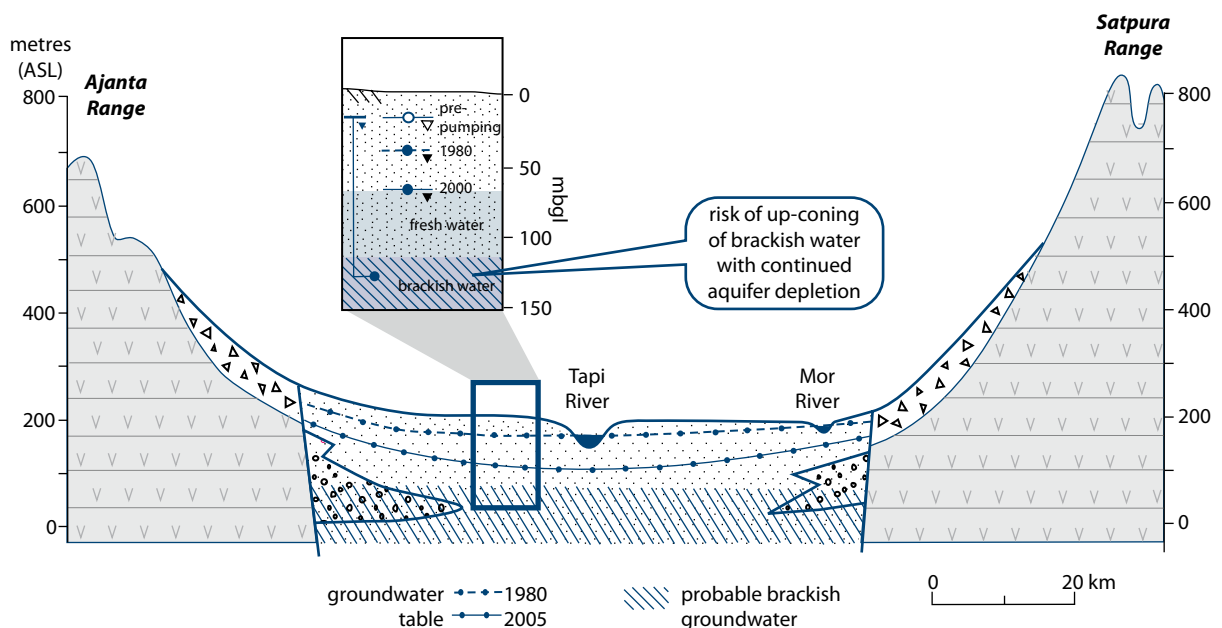 metres
(ASL)
Ajanta
Range
Satpura
Range
800
600
400
200
0
0
50
100
150
mbgl
pre-
pumping
1980
2000
fresh water
brackish water
risk of up-coning
of brackish water
with continued
aquifer depletion
800
600
400
200
0
Tapi
River
Mor
River
groundwater
table
1980
2005
probable brackish
groundwater
0 20 km